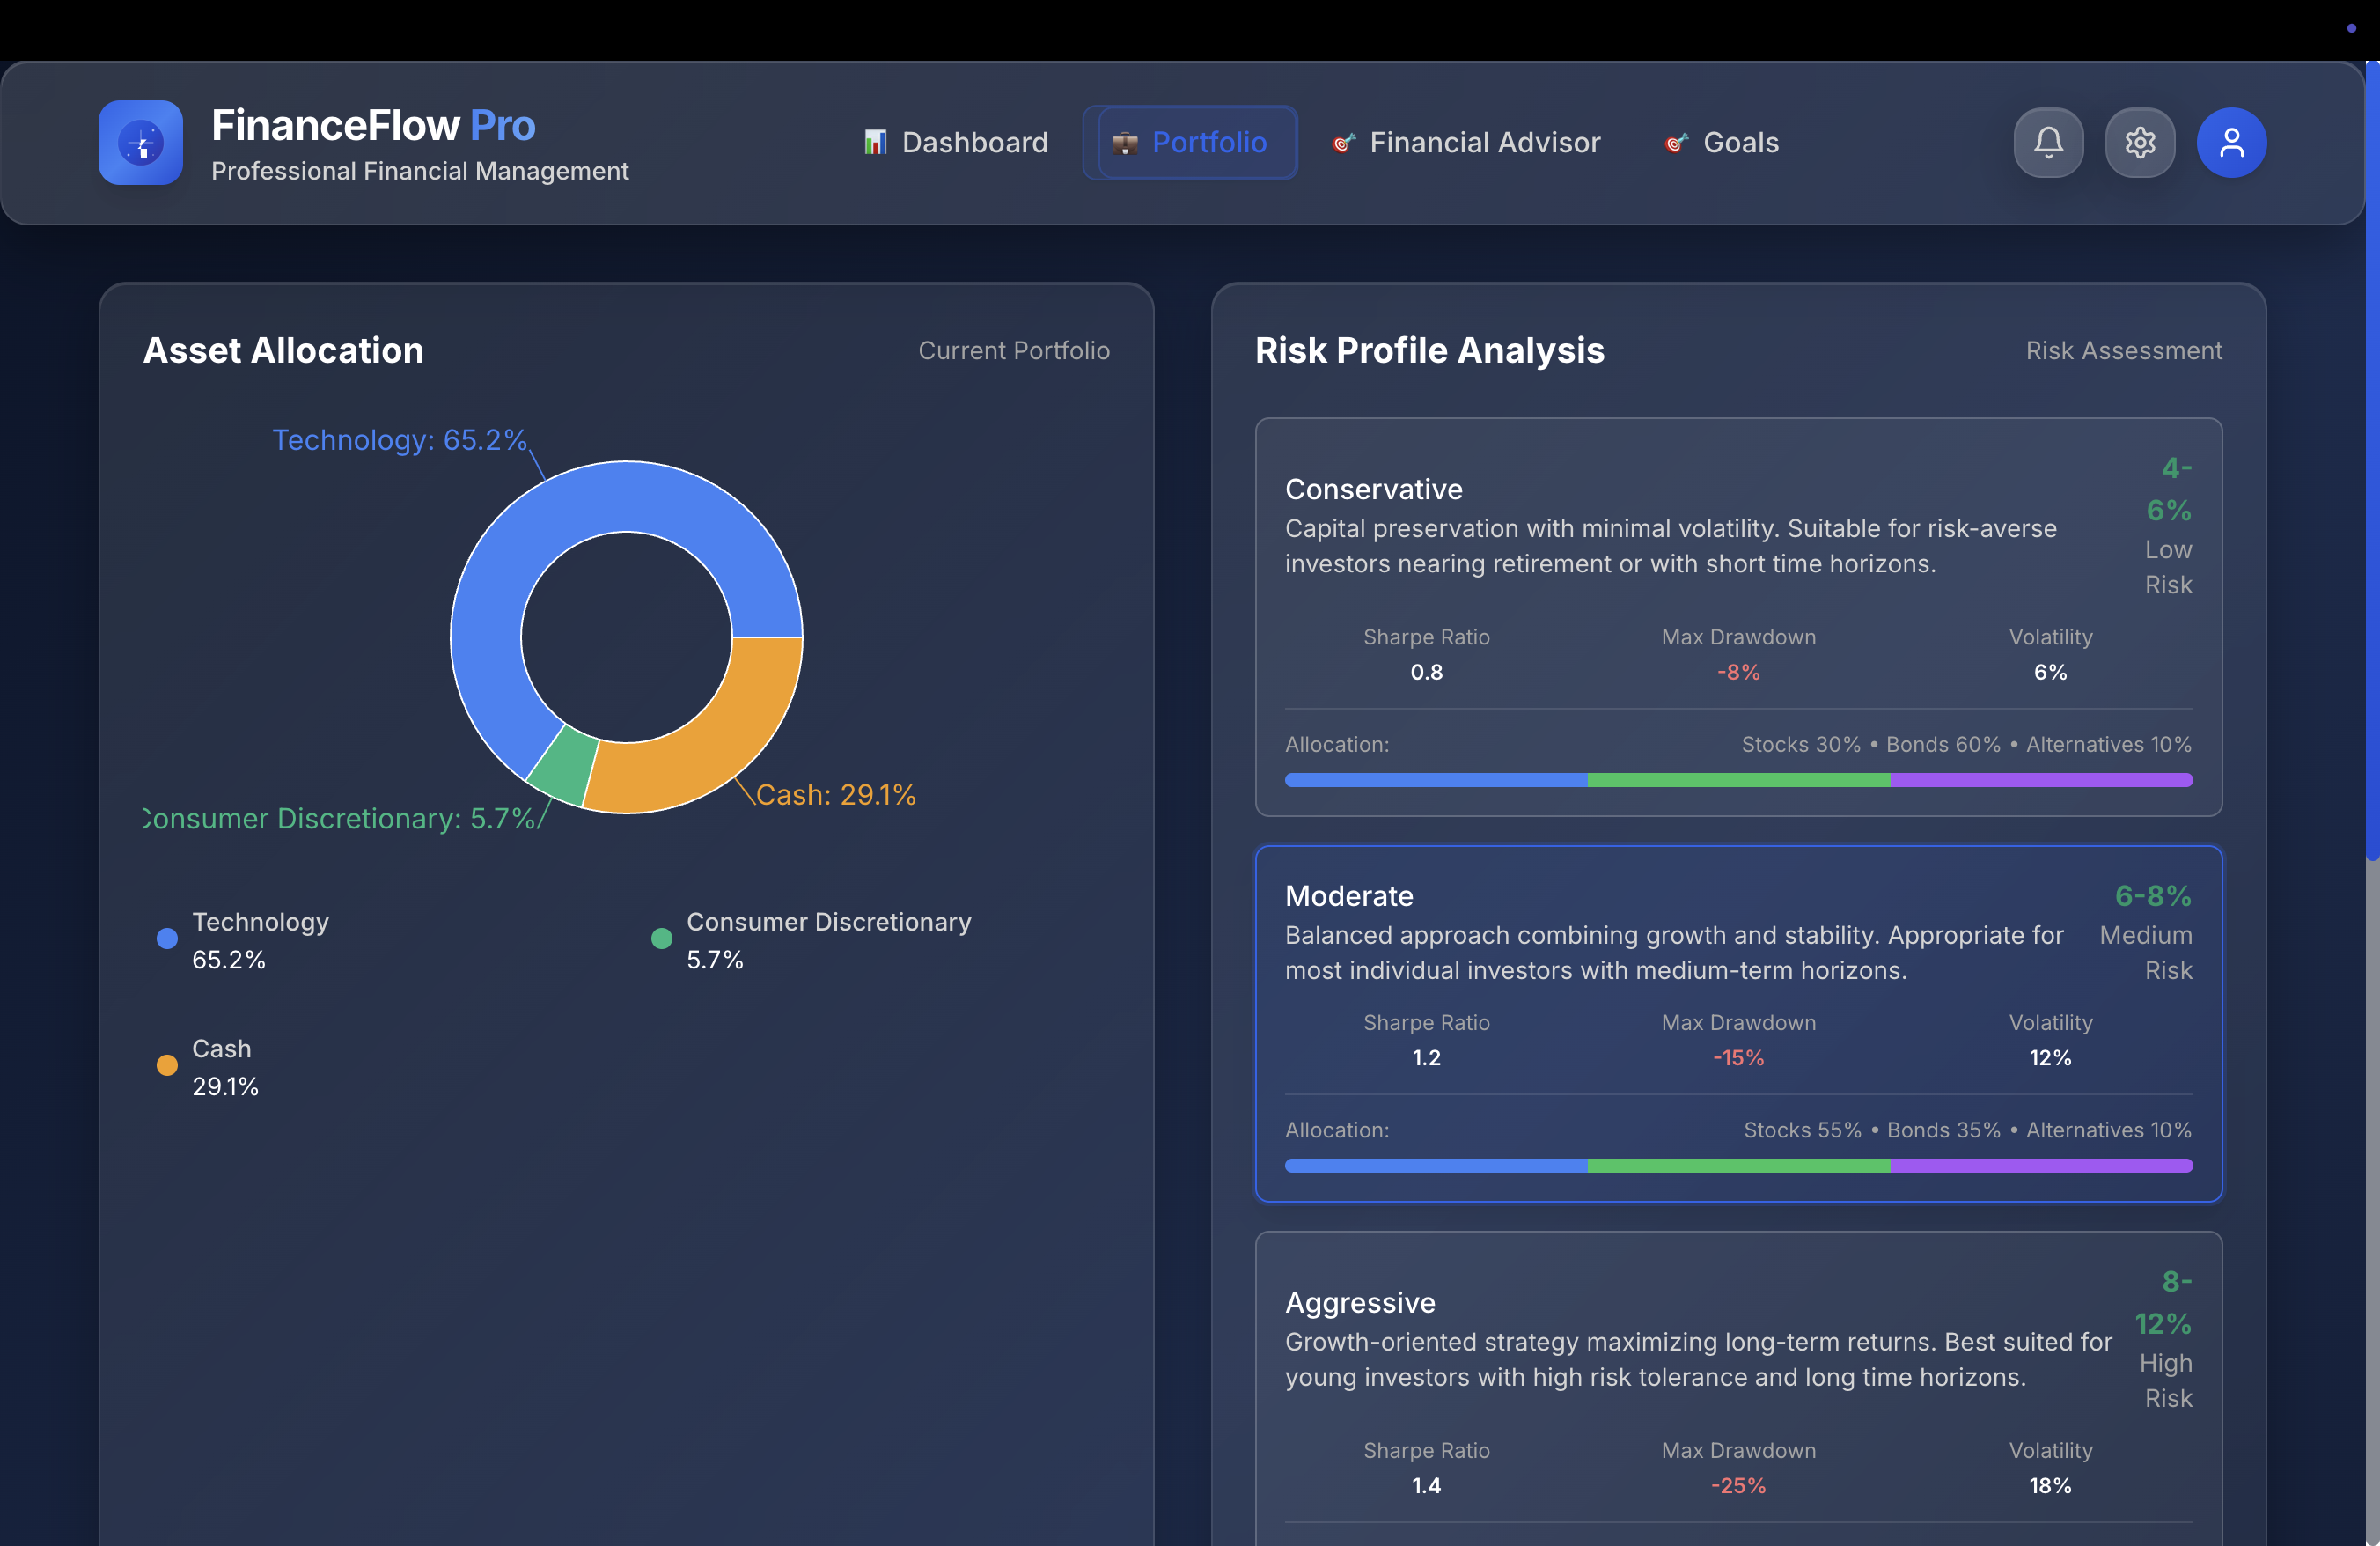 FinanceFlow Pro
Professional Financial Management
Dashboard
Portfolio
Financial Advisor
Goals
Asset Allocation
Current Portfolio
Technology: 65.2%
Cash: 29.1%
Consumer Discretionary: 5.7%
Technology
65.2%
Consumer Discretionary
5.7%
Cash
29.1%
Risk Profile Analysis
Risk Assessment
Conservative
Capital preservation with minimal volatility. Suitable for risk-averse
investors nearing retirement or with short time horizons.
4-
6%
Low
Risk
Sharpe Ratio
0.8
Max Drawdown
-8%
Volatility
6%
Allocation:
Stocks 30% • Bonds 60% • Alternatives 10%
Moderate
Balanced approach combining growth and stability. Appropriate for
most individual investors with medium-term horizons.
6-8%
Medium
Risk
Sharpe Ratio
1.2
Max Drawdown
-15%
Volatility
12%
Allocation:
Stocks 55% • Bonds 35% • Alternatives 10%
Aggressive
Growth-oriented strategy maximizing long-term returns. Best suited for
young investors with high risk tolerance and long time horizons.
8-
12%
High
Risk
Sharpe Ratio
1.4
Max Drawdown
-25%
Volatility
18%